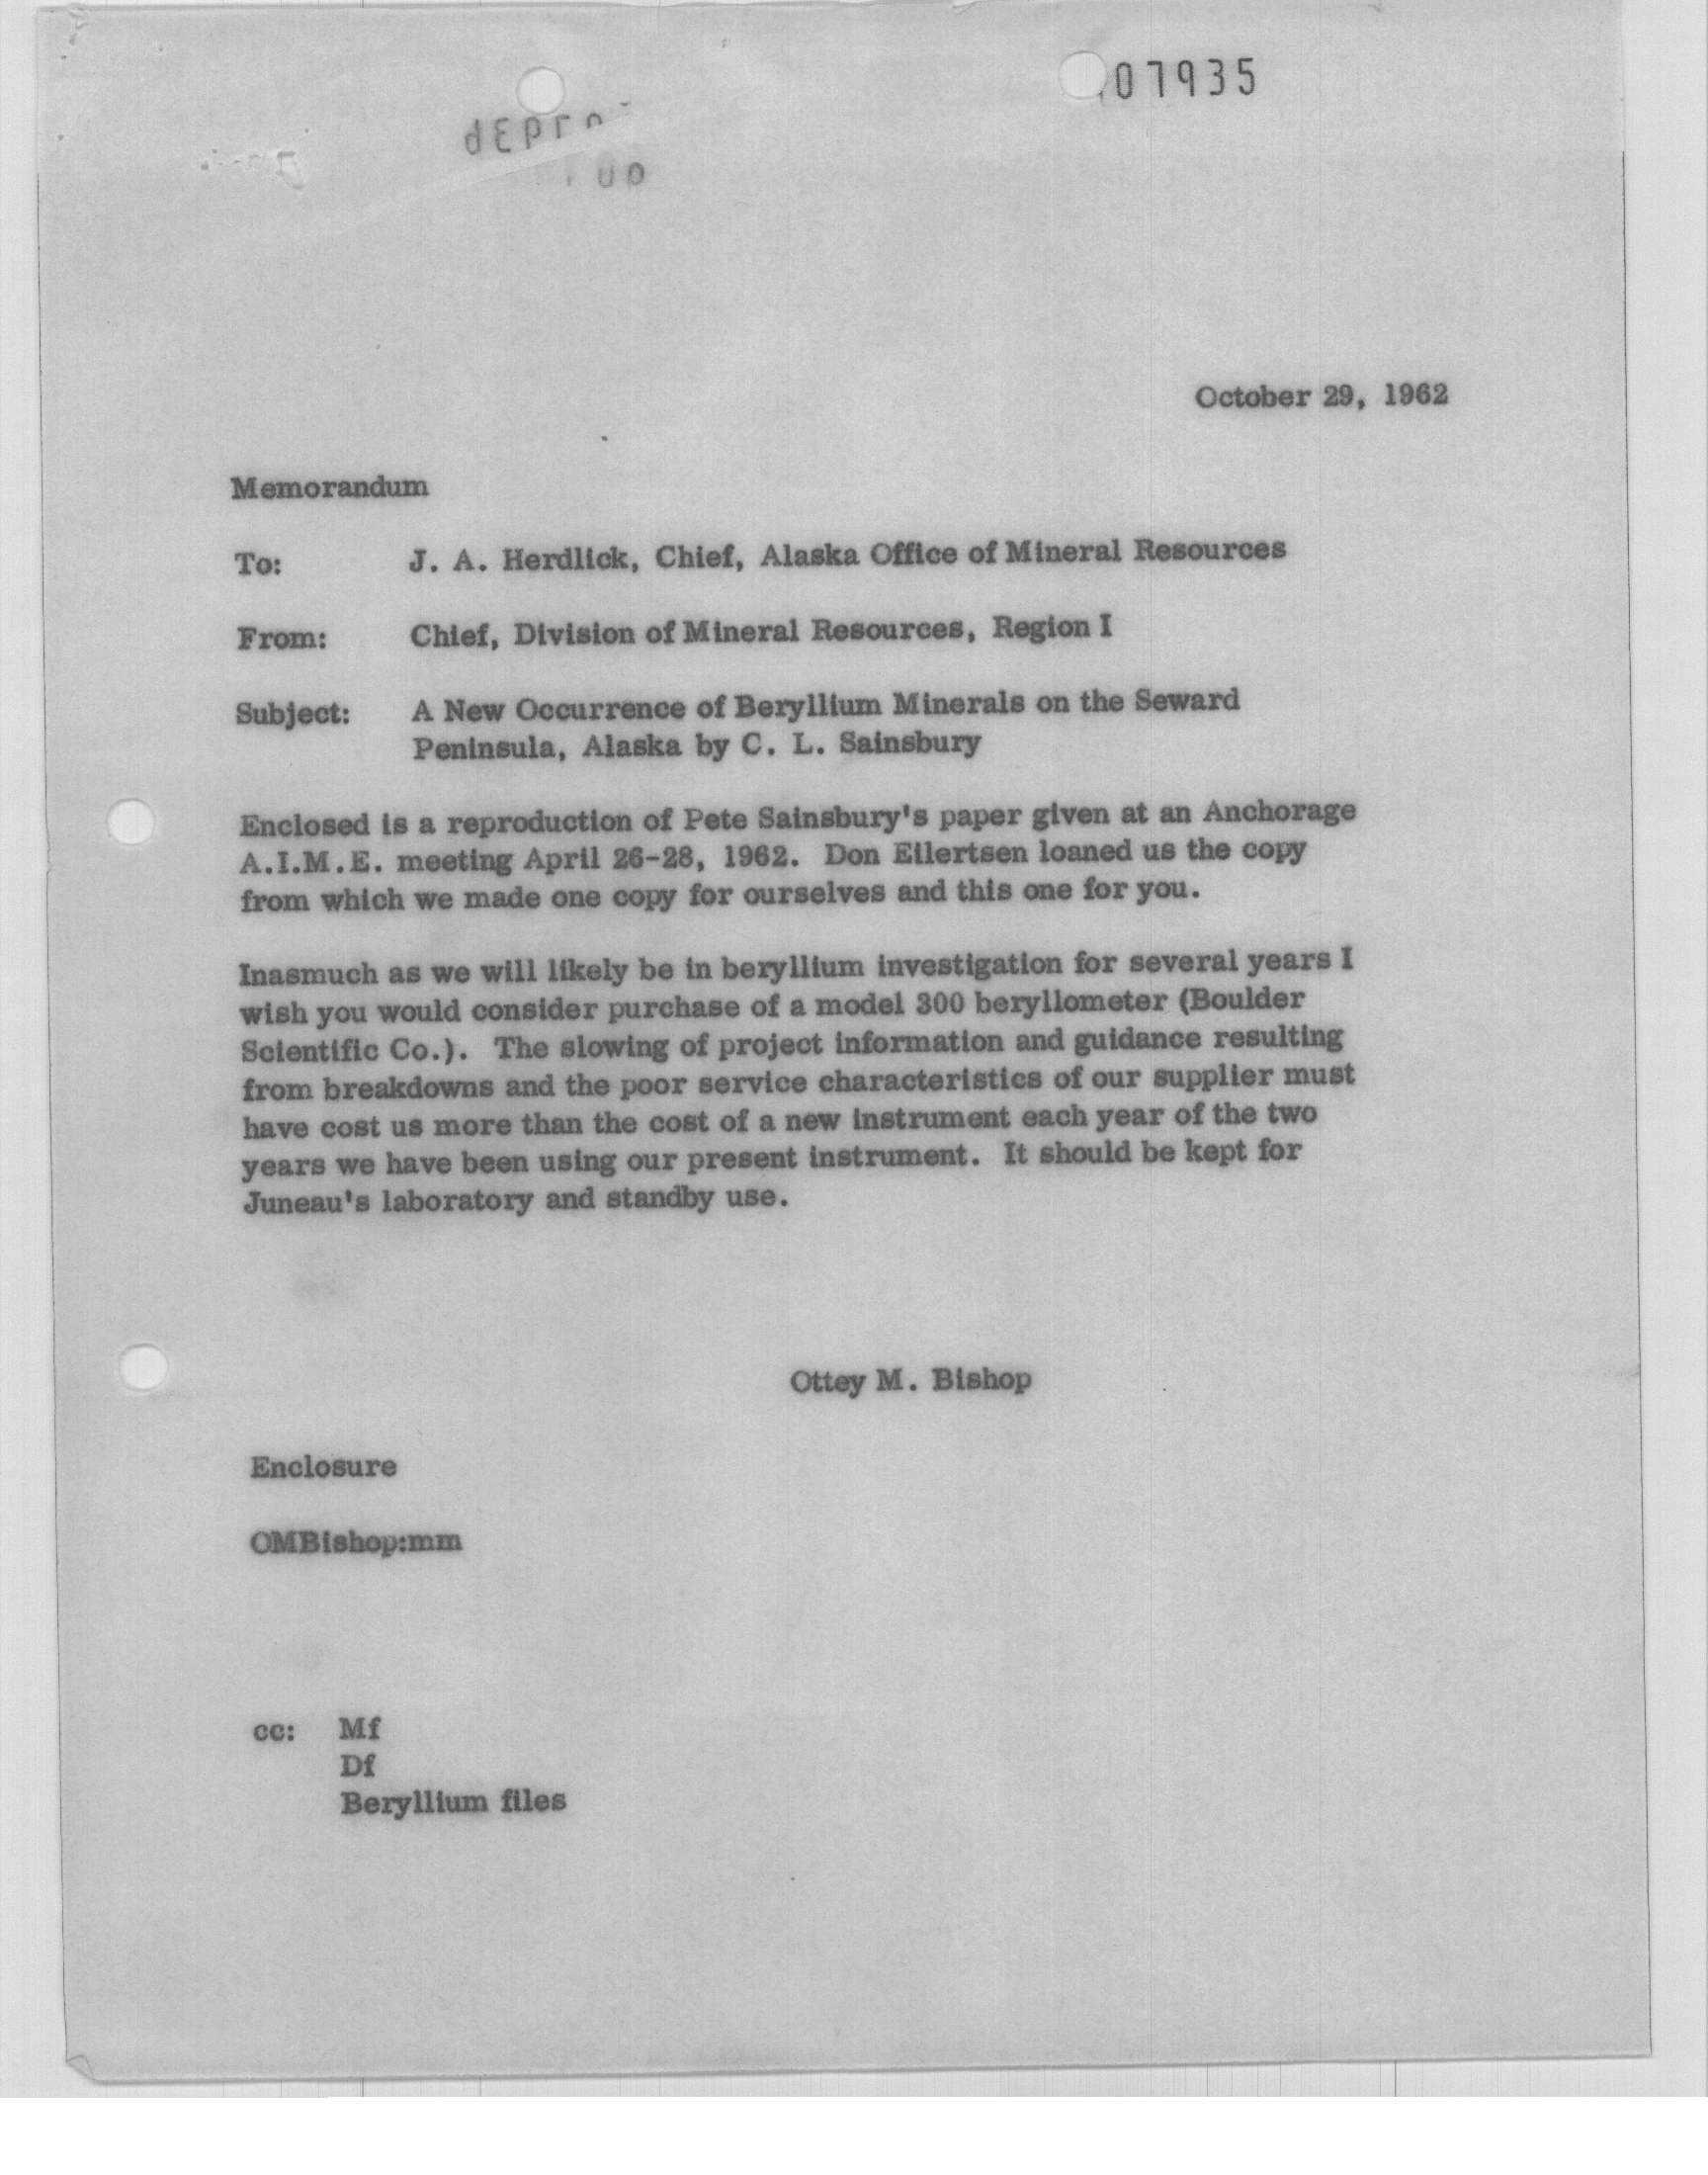 07935
October 29, 1962
Memorandum
To: J. A. Herdlick, Chief, Alaska Office of Mineral Resources
From: Chief, Division of Mineral Resources, Region I
Subject: A New Occurrence of Beryllium Minerals on the Seward
Peninsula, Alaska by C. L. Sainsbury
Enclosed is a reproduction of Pete Sainsbury's paper given at an Anchorage
A.I.M.E. meeting April 26-28, 1962. Don Eilertsen loaned us the copy
from which we made one copy for ourselves and this one for you.
Inasmuch as we will likely be in beryllium investigation for several years I
wish you would consider purchase of a model 300 beryllometer (Boulder
Scientific Co.). The slowing of project information and guidance resulting
from breakdowns and the poor service characteristics of our supplier must
have cost us more than the cost of a new instrument each year of the two
years we have been using our present instrument. It should be kept for
Juneau's laboratory and standby use.
Ottey M. Bishop
Enclosure
OMBishop:mm
cc: Mf
Df
Beryllium files